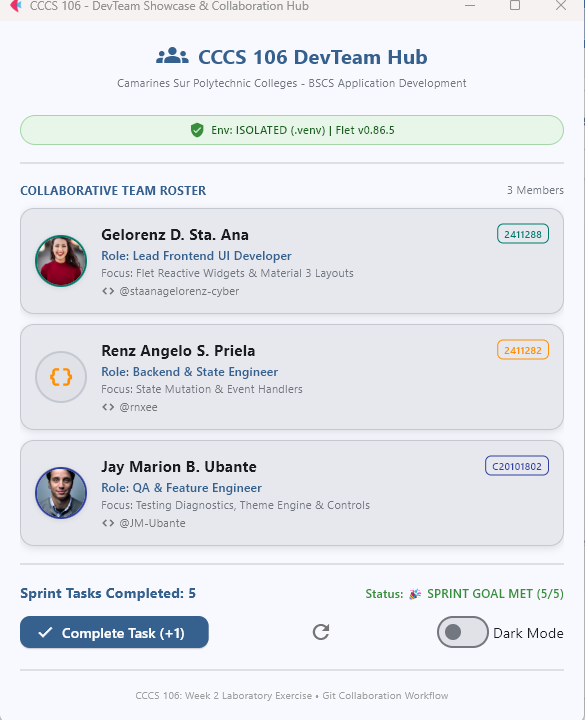 CCCS 106 - DevTeam Showcase & Collaboration Hub
CCCS 106 DevTeam Hub
Camarines Sur Polytechnic Colleges - BSCS Application Development
Env: ISOLATED (.venv) | Flet v0.86.5
COLLABORATIVE TEAM ROSTER
3 Members
Gelorenz D. Sta. Ana
2411288
Role: Lead Frontend UI Developer
Focus: Flet Reactive Widgets & Material 3 Layouts
@staanagelorenz-cyber
Renz Angelo S. Priela
2411282
Role: Backend & State Engineer
Focus: State Mutation & Event Handlers
@rnxee
Jay Marion B. Ubante
C20101802
Role: QA & Feature Engineer
Focus: Testing Diagnostics, Theme Engine & Controls
@JM-Ubante
Sprint Tasks Completed: 5
Status: 🎉 SPRINT GOAL MET (5/5)
Complete Task (+1)
Dark Mode
CCCS 106: Week 2 Laboratory Exercise • Git Collaboration Workflow